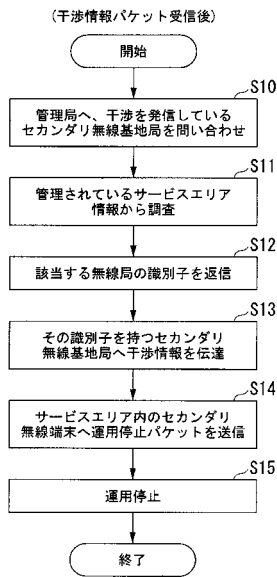 (干渉情報パケット受信後)
開始
S10
管理局へ、干渉を発信している
セカンダリ無線基地局を問い合わせ
S11
管理されているサービスエリア
情報から調査
S12
該当する無線局の識別子を返信
S13
その識別子を持つセカンダリ
無線基地局へ干渉情報を伝達
S14
サービスエリア内のセカンダリ
無線端末へ運用停止パケットを送信
S15
運用停止
終了